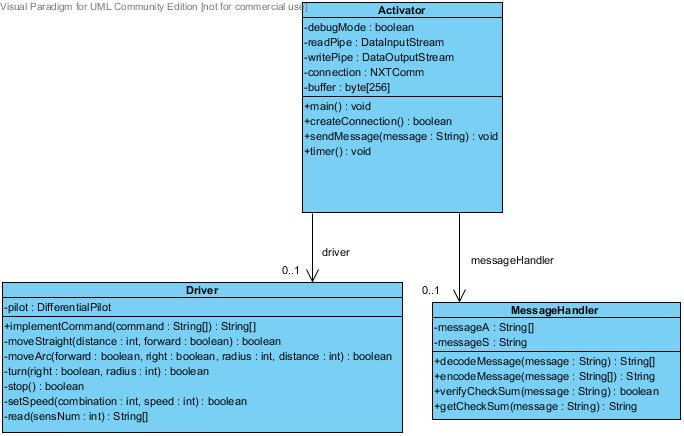 Visual Paradigm for UML Community Edition [not for commercial use]
Activator
-debugMode : boolean
-readPipe : DataInputStream
-writePipe : DataOutputStream
-connection : NXTComm
-buffer : byte[256]
+main() : void
+createConnection() : boolean
+sendMessage(message : String) : void
+timer() : void
driver
0..1
messageHandler
0..1
Driver
-pilot : DifferentialPilot
+implementCommand(command : String[]) : String[]
-moveStraight(distance : int, forward : boolean) : boolean
-moveArc(forward : boolean, right : boolean, radius : int, distance : int) : boolean
-turn(right : boolean, radius : int) : boolean
-stop() : boolean
-setSpeed(combination : int, speed : int) : boolean
-read(sensNum : int) : String[]
MessageHandler
-messageA : String[]
-messageS : String
+decodeMessage(message : String) : String[]
+encodeMessage(message : String[]) : String
+verifyCheckSum(message : String) : boolean
+getCheckSum(message : String) : String